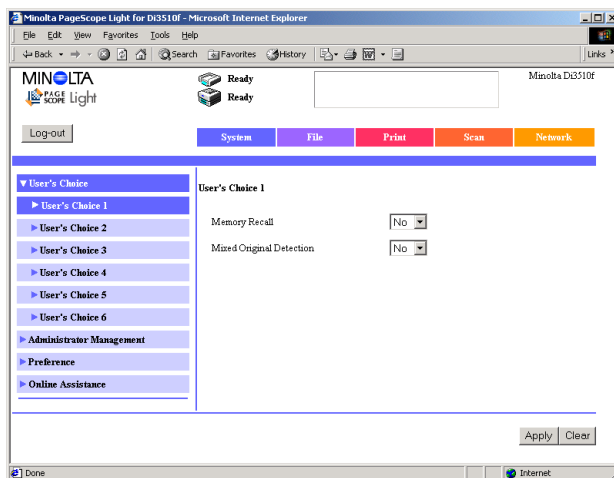 Minolta PageScope Light for Di3510f - Microsoft Internet Explorer
File Edit View Favorites Tools Help
Back Search Favorites History Links
MINOLTA
PAGE SCOPE Light
Ready
Ready
Minolta Di3510f
Log-out
System File Print Scan Network
User's Choice
User's Choice 1
User's Choice 2
User's Choice 3
User's Choice 4
User's Choice 5
User's Choice 6
Administrator Management
Preference
Online Assistance
User's Choice 1
Memory Recall No
Mixed Original Detection No
Apply Clear
Done Internet